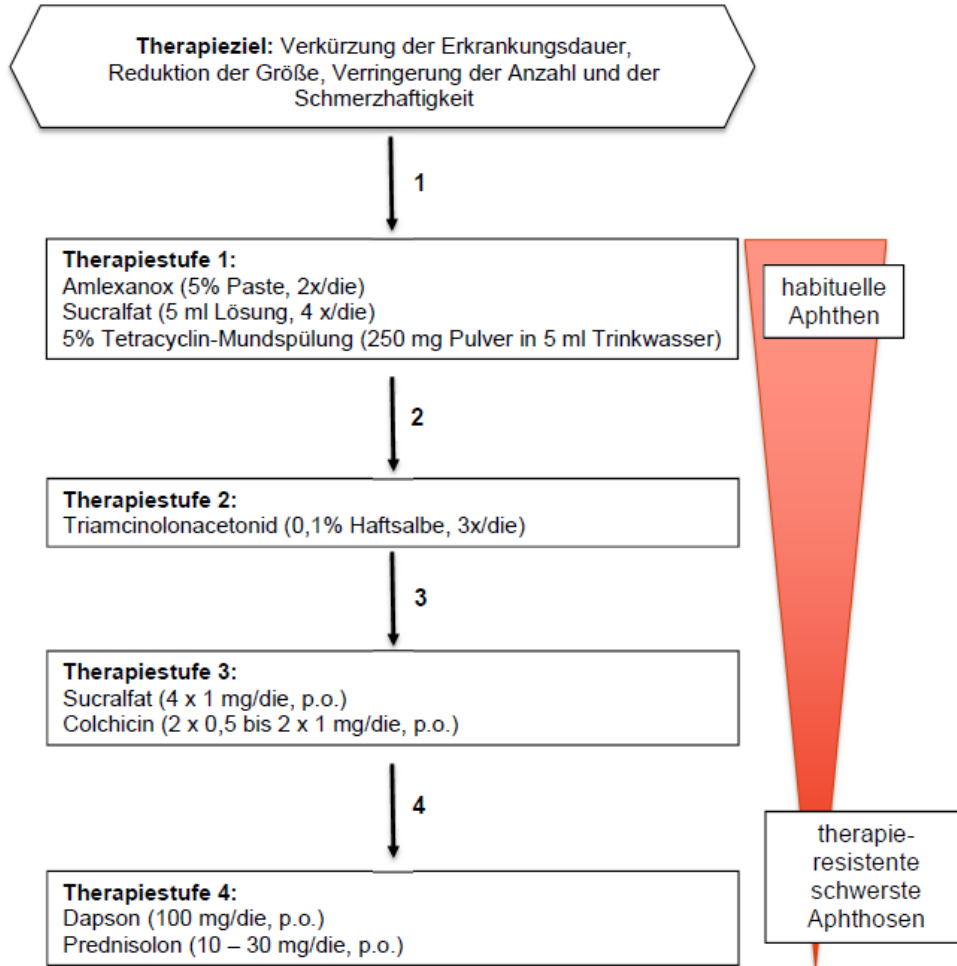 Therapieziel: Verkürzung der Erkrankungsdauer,
Reduktion der Größe, Verringerung der Anzahl und der
Schmerzhaftigkeit
1
Therapiestufe 1:
Amlexanox (5% Paste, 2x/die)
Sucralfat (5 ml Lösung, 4 x/die)
5% Tetracyclin-Mundspülung (250 mg Pulver in 5 ml Trinkwasser)
habituelle
Aphthen
2
Therapiestufe 2:
Triamcinolonacetonid (0,1% Haftsalbe, 3x/die)
3
Therapiestufe 3:
Sucralfat (4 x 1 mg/die, p.o.)
Colchicin (2 x 0,5 bis 2 x 1 mg/die, p.o.)
4
Therapiestufe 4:
Dapson (100 mg/die, p.o.)
Prednisolon (10 – 30 mg/die, p.o.)
therapie-
resistente
schwerste
Aphthosen